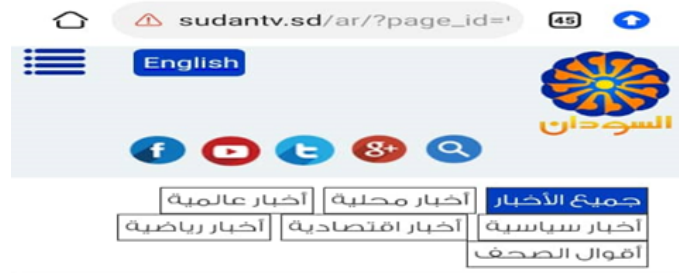 sudantv.sd/ar/?page_id=
45
English
السودان
جميع الأخبار أخبار محلية أخبار عالمية
أخبار سياسية أخبار اقتصادية أخبار رياضية
أقوال الصحف